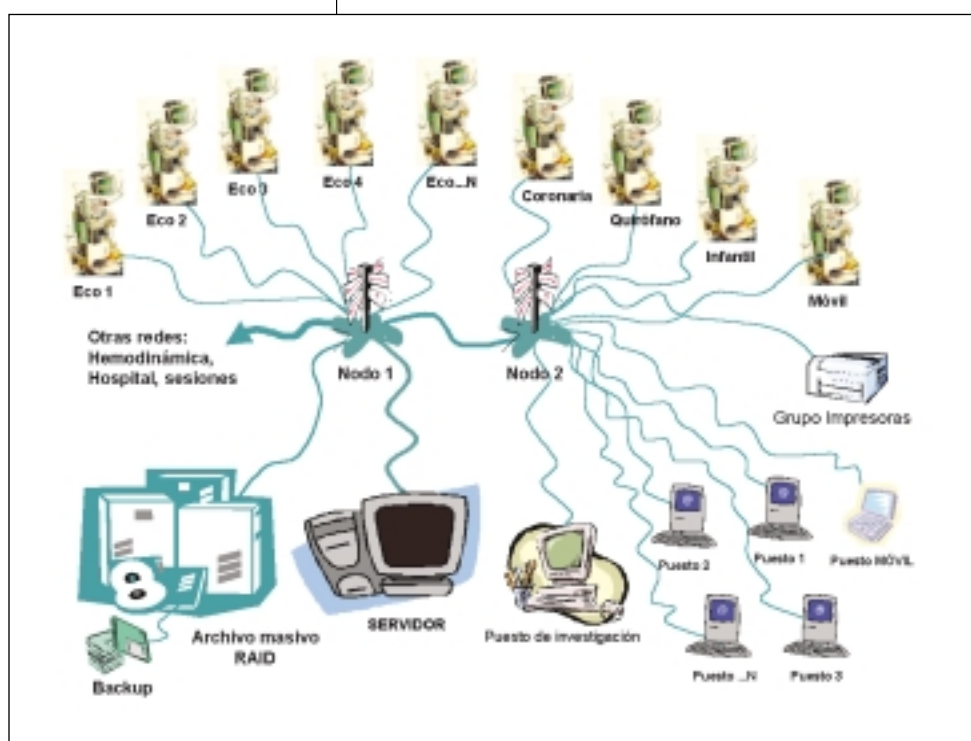 Eco 1
Eco 2
Eco 3
Eco 4
Eco...N
Coronaria
Quirófano
Infantil
Móvil
Otras redes:
Hemodinámica,
Hospital, sesiones
Nodo 1
Nodo 2
Grupo Impresoras
Puesto 2
Puesto 1
Puesto MÓVIL
Archivo masivo
RAID
SERVIDOR
Puesto de investigación
Puesto ...N
Puesto 3
Backup